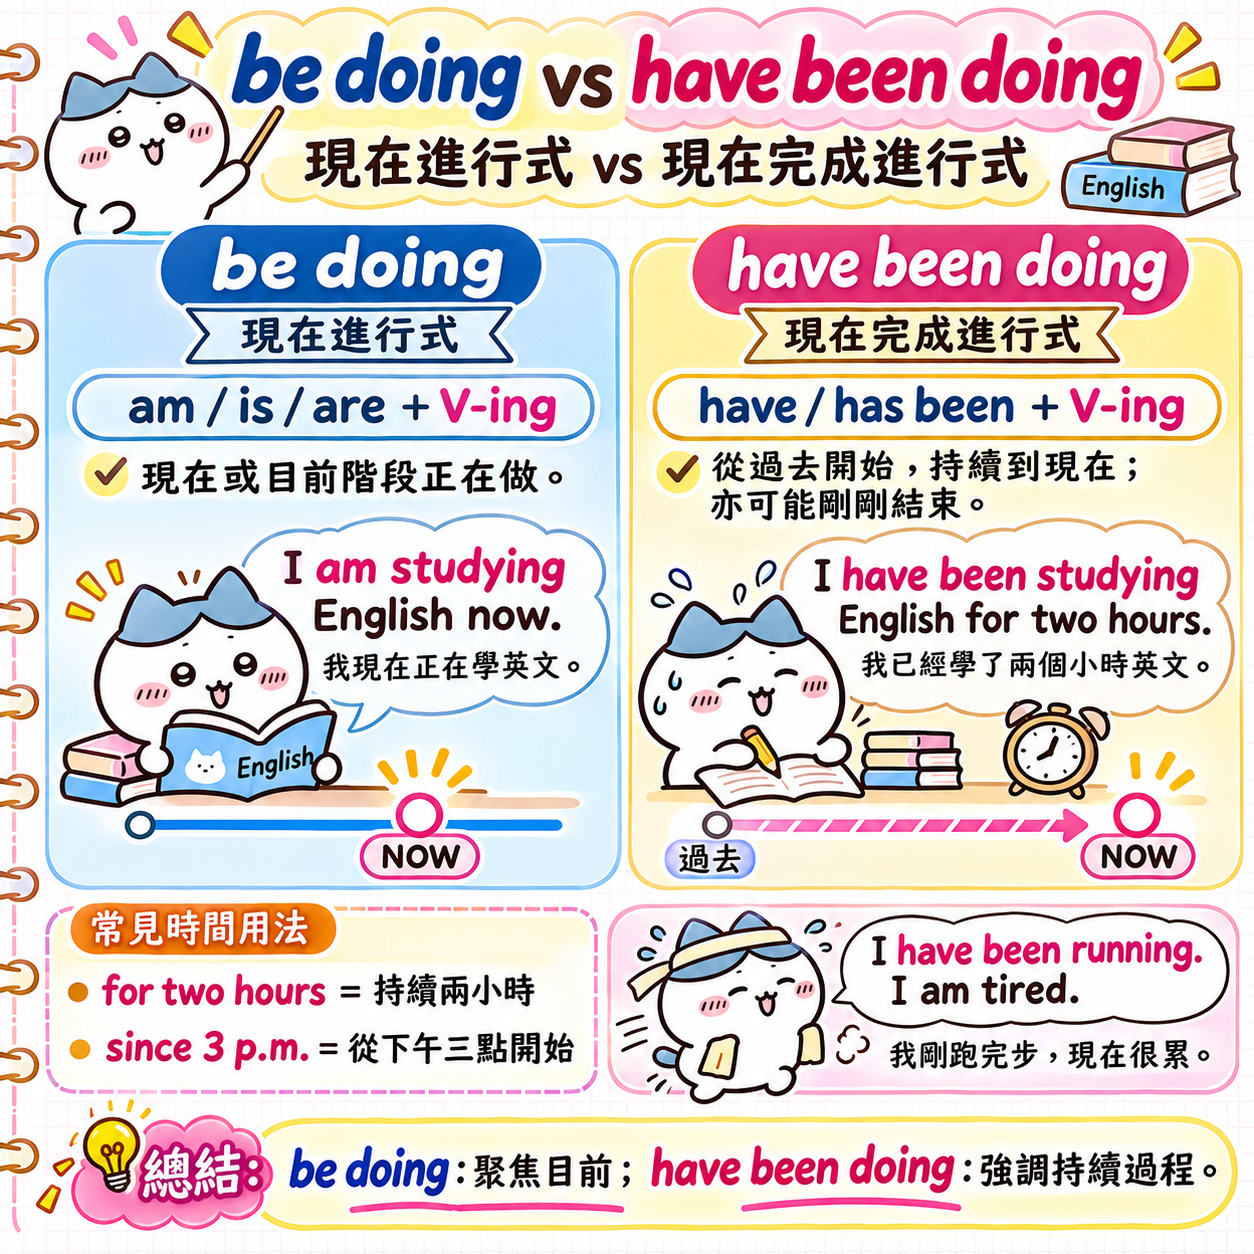 be doing vs have been doing
現在進行式 vs 現在完成進行式
English
be doing
現在進行式
am / is / are + V-ing
現在或目前階段正在做。
I am studying
English now.
我現在正在學英文。
English
NOW
have been doing
現在完成進行式
have / has been + V-ing
從過去開始，持續到現在；
亦可能剛剛結束。
I have been studying
English for two hours.
我已經學了兩個小時英文。
過去
NOW
常見時間用法
for two hours = 持續兩小時
since 3 p.m. = 從下午三點開始
I have been running.
I am tired.
我剛跑完步，現在很累。
總結：be doing：聚焦目前；have been doing：強調持續過程。